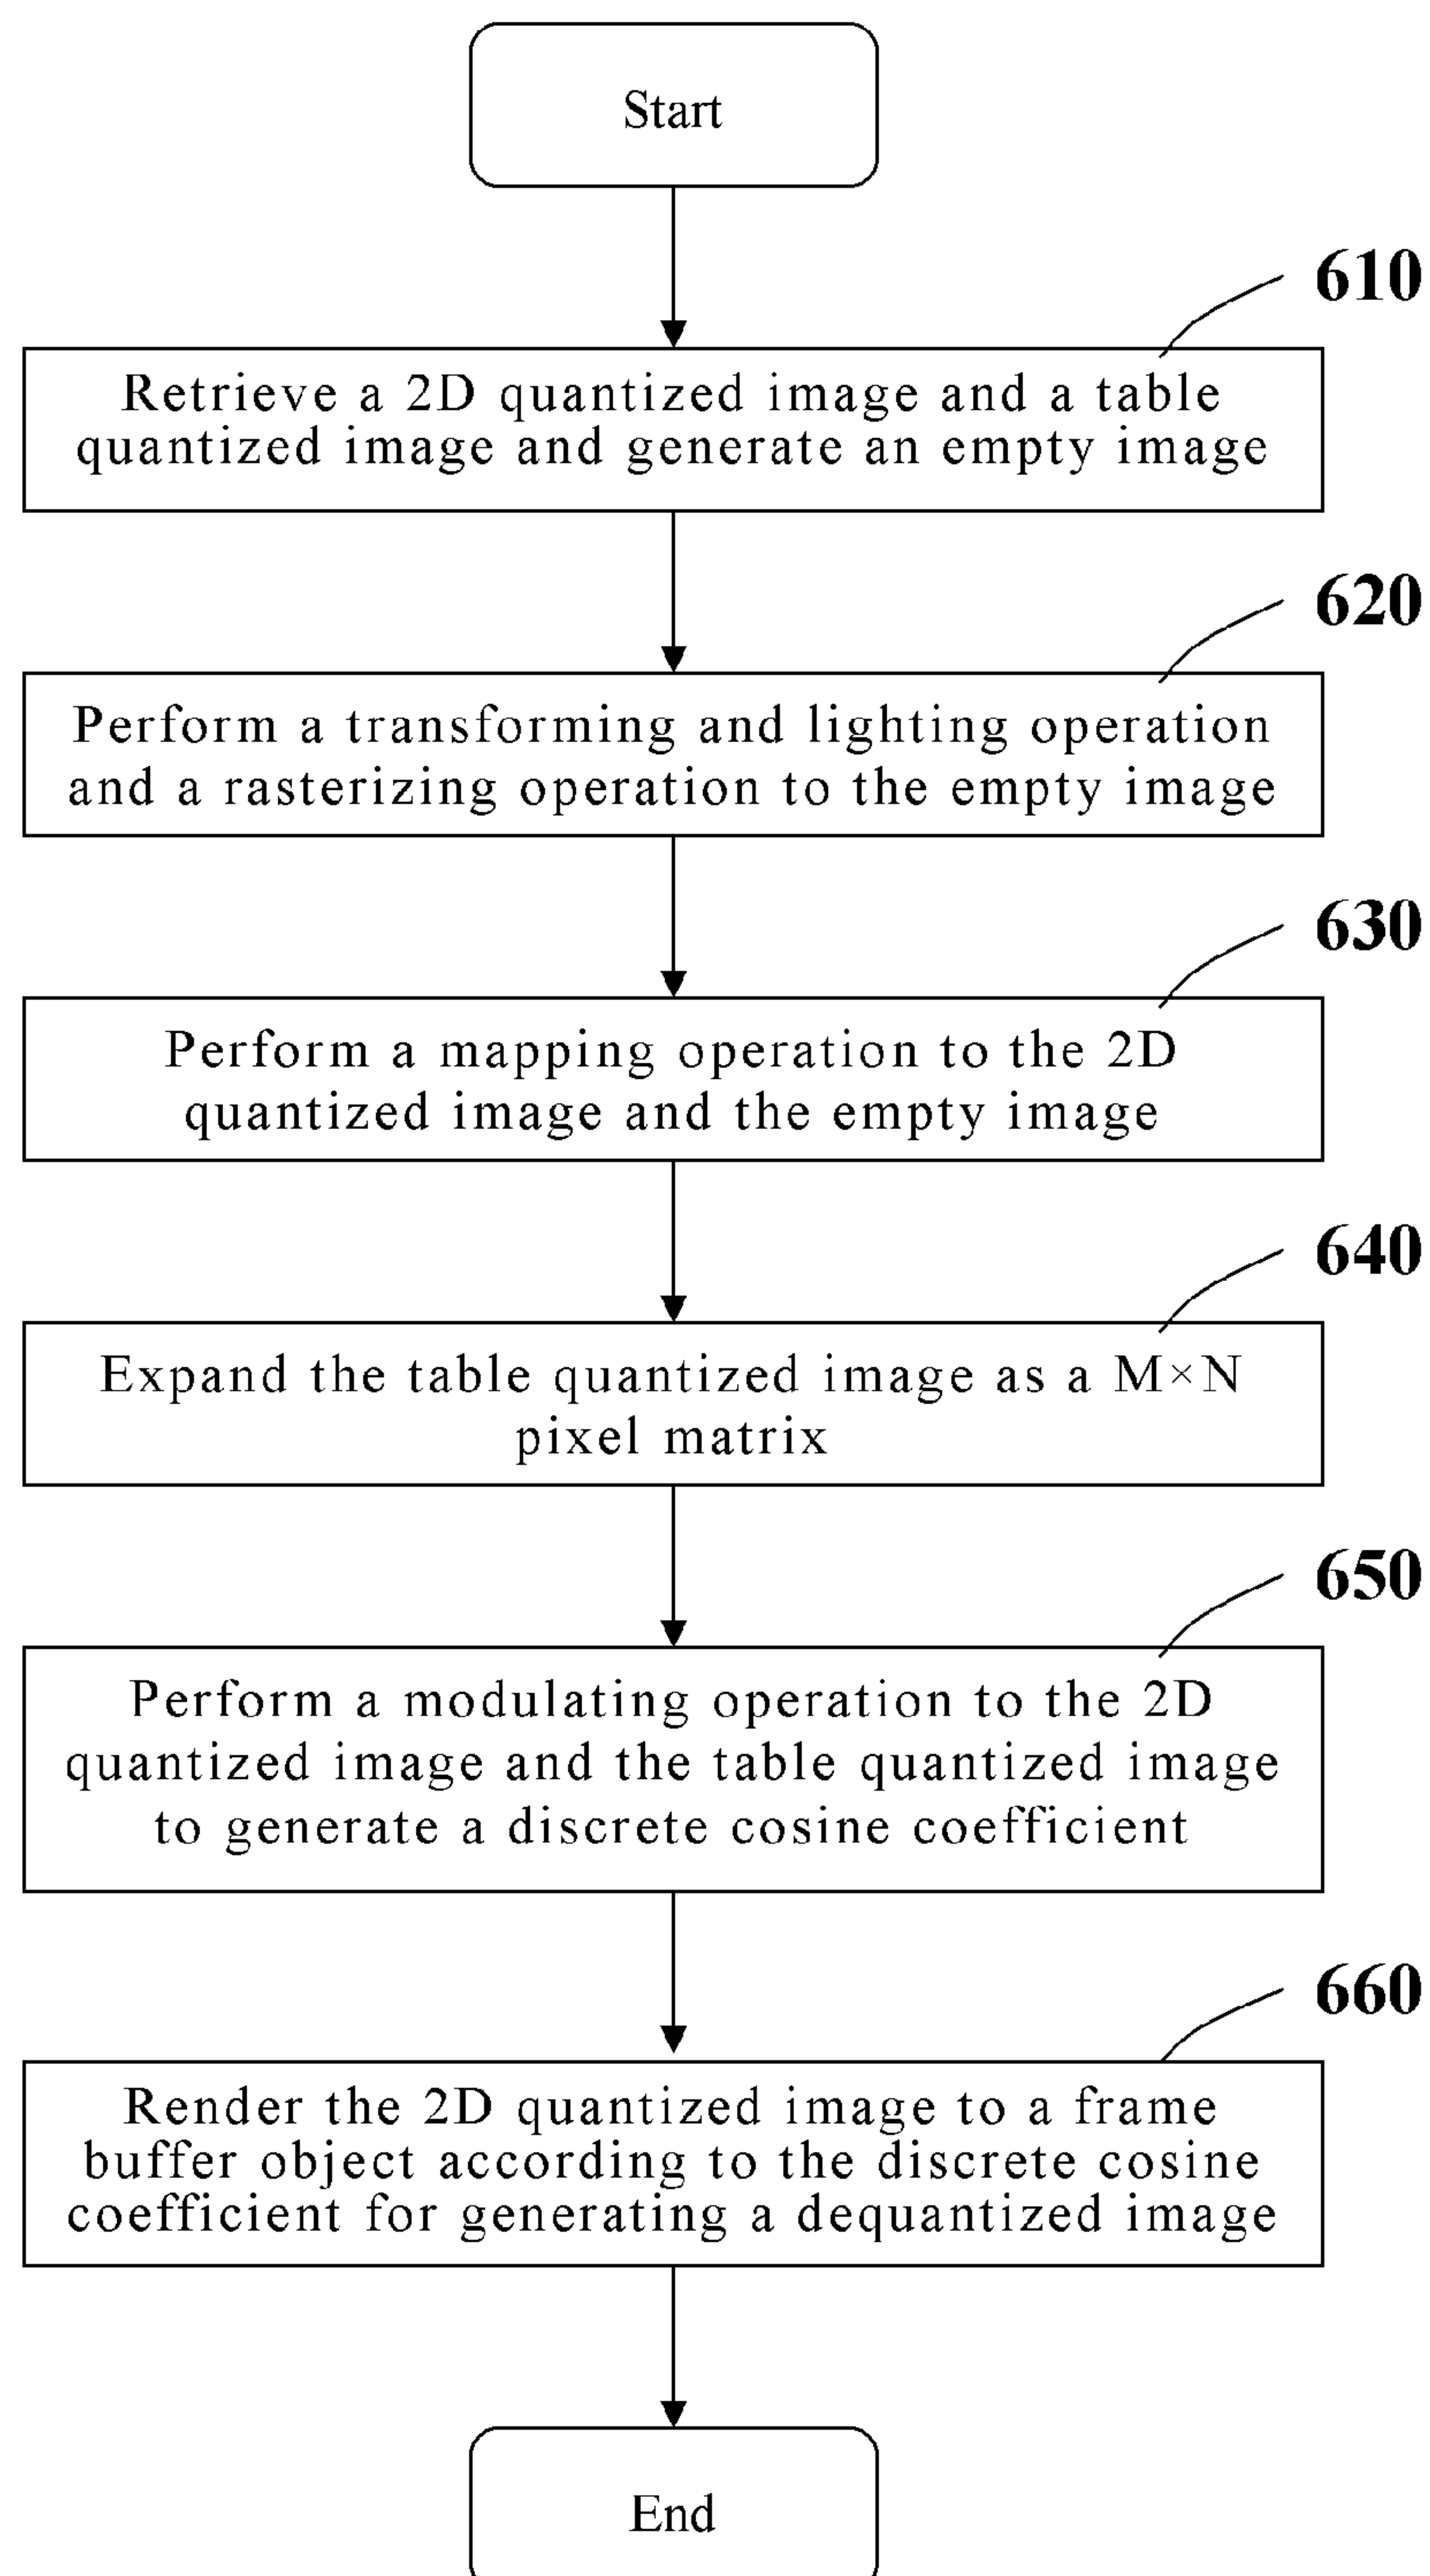 Start
610
Retrieve a 2D quantized image and a table
quantized image and generate an empty image
620
Perform a transforming and lighting operation
and a rasterizing operation to the empty image
630
Perform a mapping operation to the 2D
quantized image and the empty image
640
Expand the table quantized image as a M×N
pixel matrix
650
Perform a modulating operation to the 2D
quantized image and the table quantized image
to generate a discrete cosine coefficient
660
Render the 2D quantized image to a frame
buffer object according to the discrete cosine
coefficient for generating a dequantized image
End